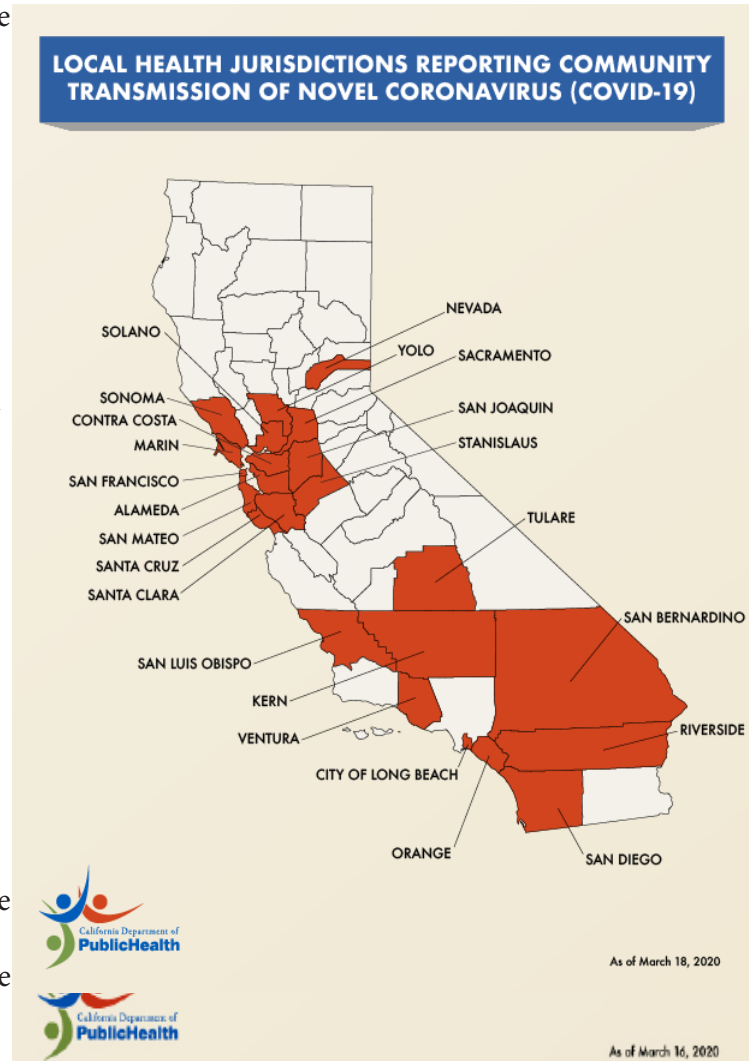 e
LOCAL HEALTH JURISDICTIONS REPORTING COMMUNITY
TRANSMISSION OF NOVEL CORONAVIRUS (COVID-19)
NEVADA
SOLANO
YOLO
SACRAMENTO
SONOMA
SAN JOAQUIN
CONTRA COSTA
STANISLAUS
MARIN
SAN FRANCISCO
ALAMEDA
TULARE
SAN MATEO
SANTA CRUZ
SANTA CLARA
SAN BERNARDINO
SAN LUIS OBISPO
KERN
RIVERSIDE
VENTURA
CITY OF LONG BEACH
ORANGE
SAN DIEGO
e
California Department of
PublicHealth
As of March 18, 2020
e
California Department of
PublicHealth
As of March 16, 2020